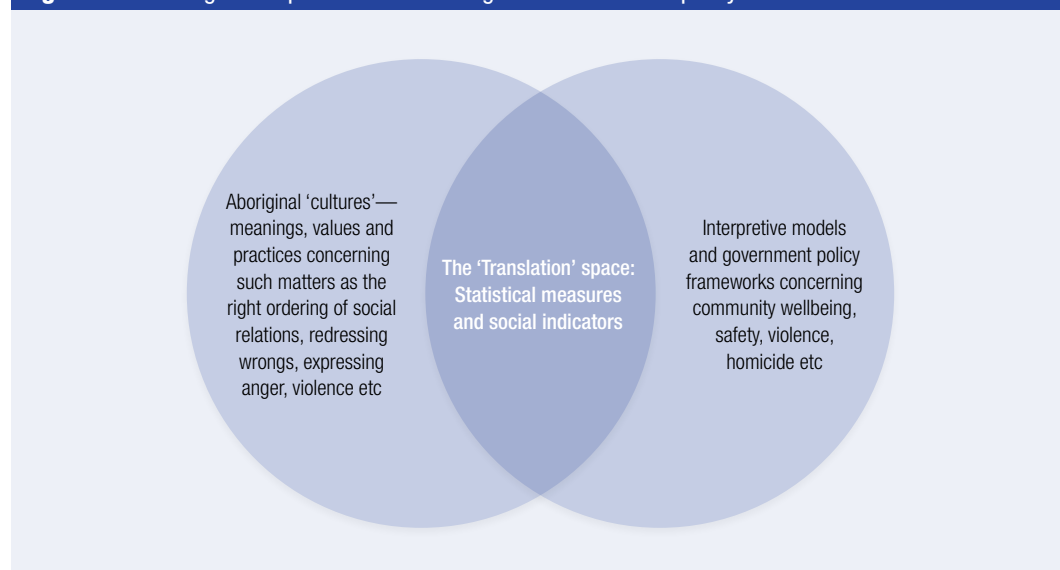 Aboriginal ‘cultures’—
meanings, values and
practices concerning
such matters as the
right ordering of social
relations, redressing
wrongs, expressing
anger, violence etc
The ‘Translation’ space:
Statistical measures
and social indicators
Interpretive models
and government policy
frameworks concerning
community wellbeing,
safety, violence,
homicide etc